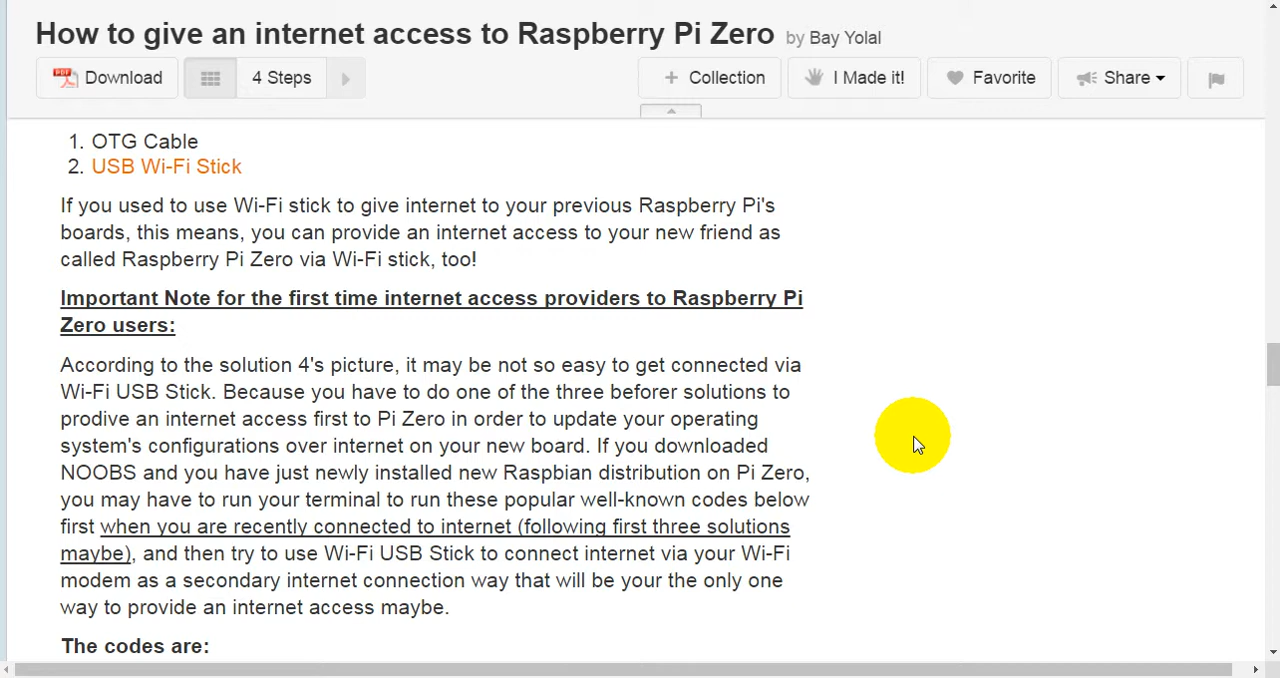 How to give an internet access to Raspberry Pi Zero by Bay Yolal
PDF Download 4 Steps + Collection I Made it! Favorite Share
1. OTG Cable
2. USB Wi-Fi Stick
If you used to use Wi-Fi stick to give internet to your previous Raspberry Pi's
boards, this means, you can provide an internet access to your new friend as
called Raspberry Pi Zero via Wi-Fi stick, too!
Important Note for the first time internet access providers to Raspberry Pi
Zero users:
According to the solution 4's picture, it may be not so easy to get connected via
Wi-Fi USB Stick. Because you have to do one of the three beforer solutions to
prodive an internet access first to Pi Zero in order to update your operating
system's configurations over internet on your new board. If you downloaded
NOOBS and you have just newly installed new Raspbian distribution on Pi Zero,
you may have to run your terminal to run these popular well-known codes below
first when you are recently connected to internet (following first three solutions
maybe), and then try to use Wi-Fi USB Stick to connect internet via your Wi-Fi
modem as a secondary internet connection way that will be your the only one
way to provide an internet access maybe.
The codes are: